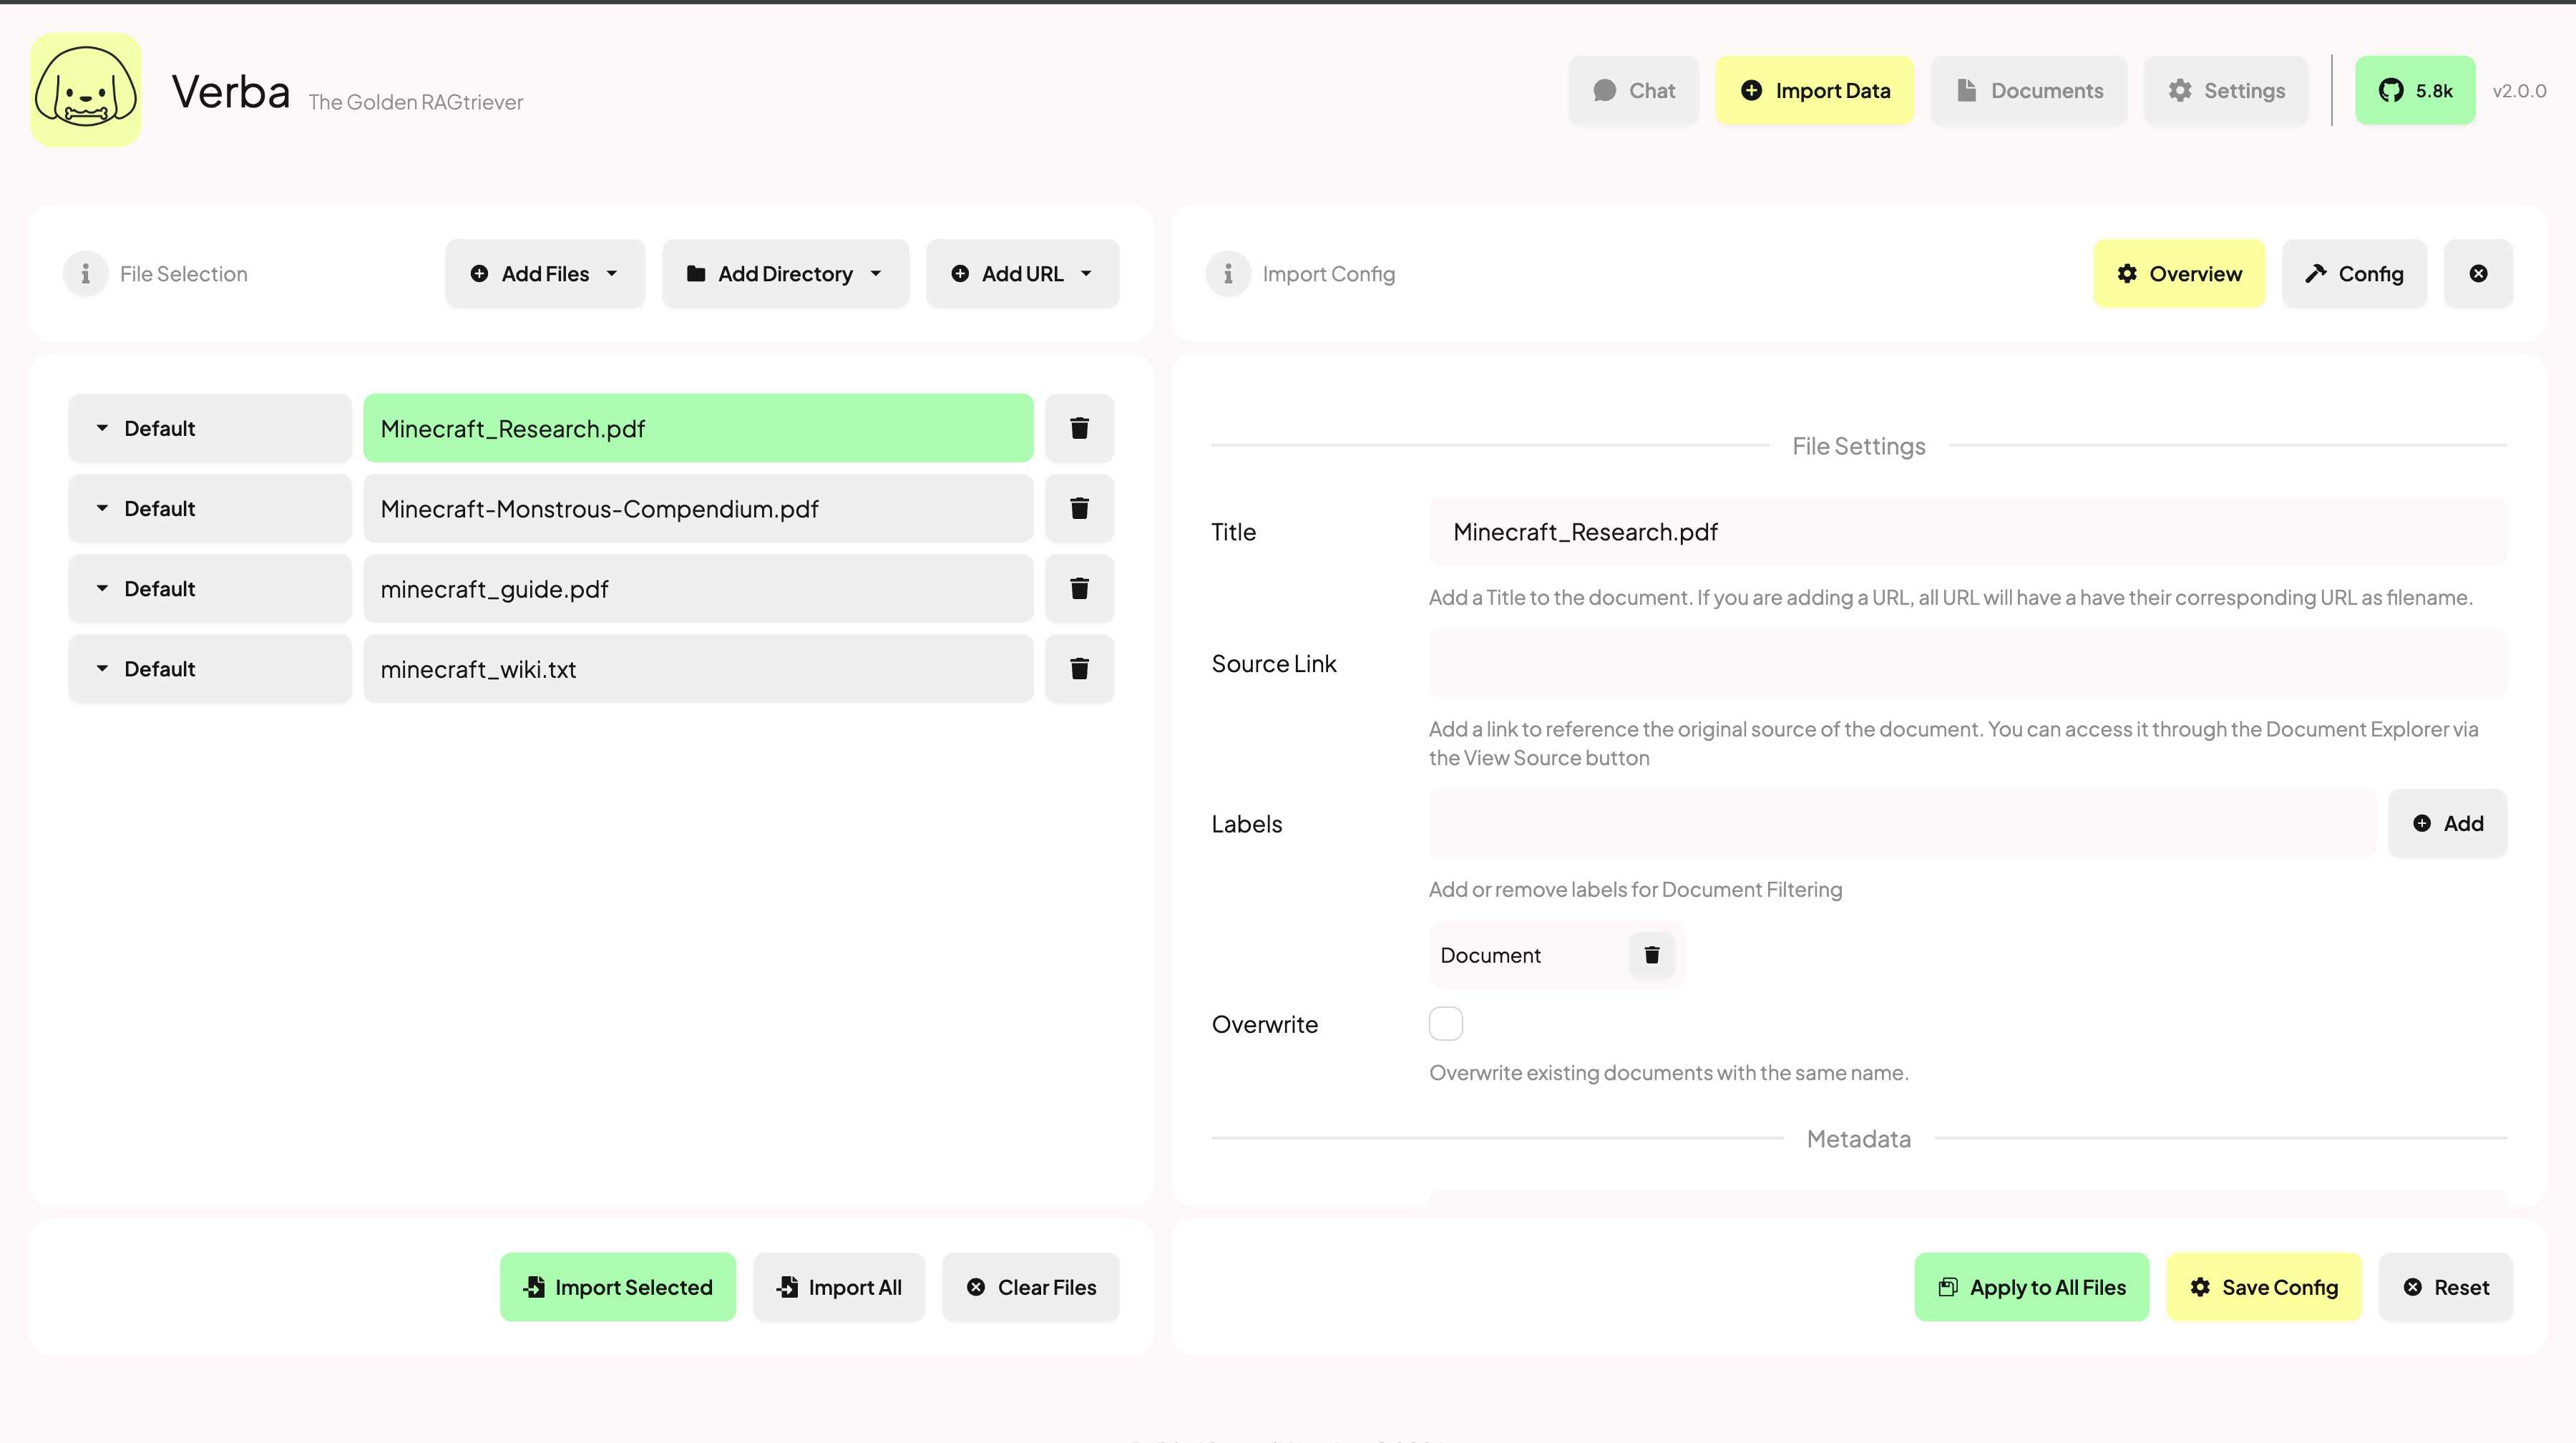 Verba
The Golden RAGtriever
Chat
Import Data
Documents
Settings
5.8k
v2.0.0
File Selection
Add Files
Add Directory
Add URL
Import Config
Overview
Config
Default
Minecraft_Research.pdf
Default
Minecraft-Monstrous-Compendium.pdf
Default
minecraft_guide.pdf
Default
minecraft_wiki.txt
File Settings
Title
Minecraft_Research.pdf
Add a Title to the document. If you are adding a URL, all URL will have a have their corresponding URL as filename.
Source Link
Add a link to reference the original source of the document. You can access it through the Document Explorer via
the View Source button
Labels
Add
Add or remove labels for Document Filtering
Document
Overwrite
Overwrite existing documents with the same name.
Metadata
Import Selected
Import All
Clear Files
Apply to All Files
Save Config
Reset